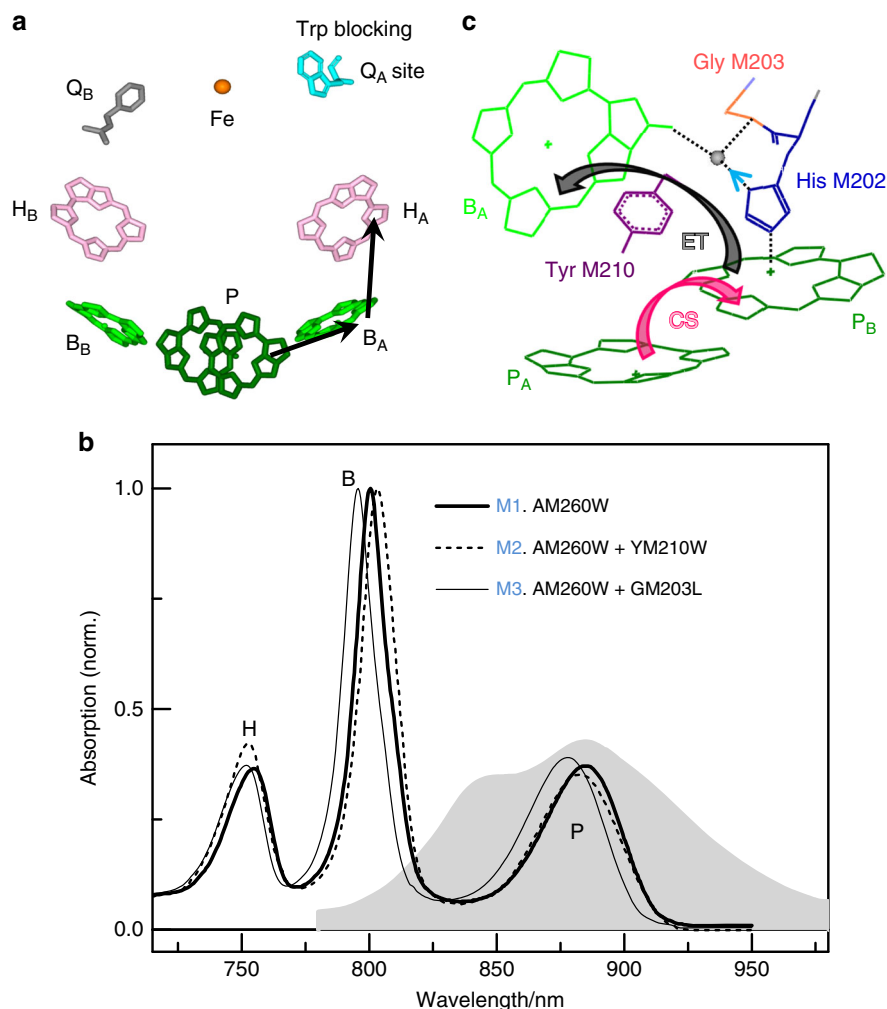 a
Trp blocking
Q_A site
Q_B
Fe
H_B
H_A
P
B_B
B_A
c
Gly M203
His M202
B_A
Tyr M210
ET
CS
P_B
P_A
b
B
H
P
M1. AM260W
M2. AM260W + YM210W
M3. AM260W + GM203L
Absorption (norm.)
1.0
0.5
0.0
750 800 850 900 950
Wavelength/nm